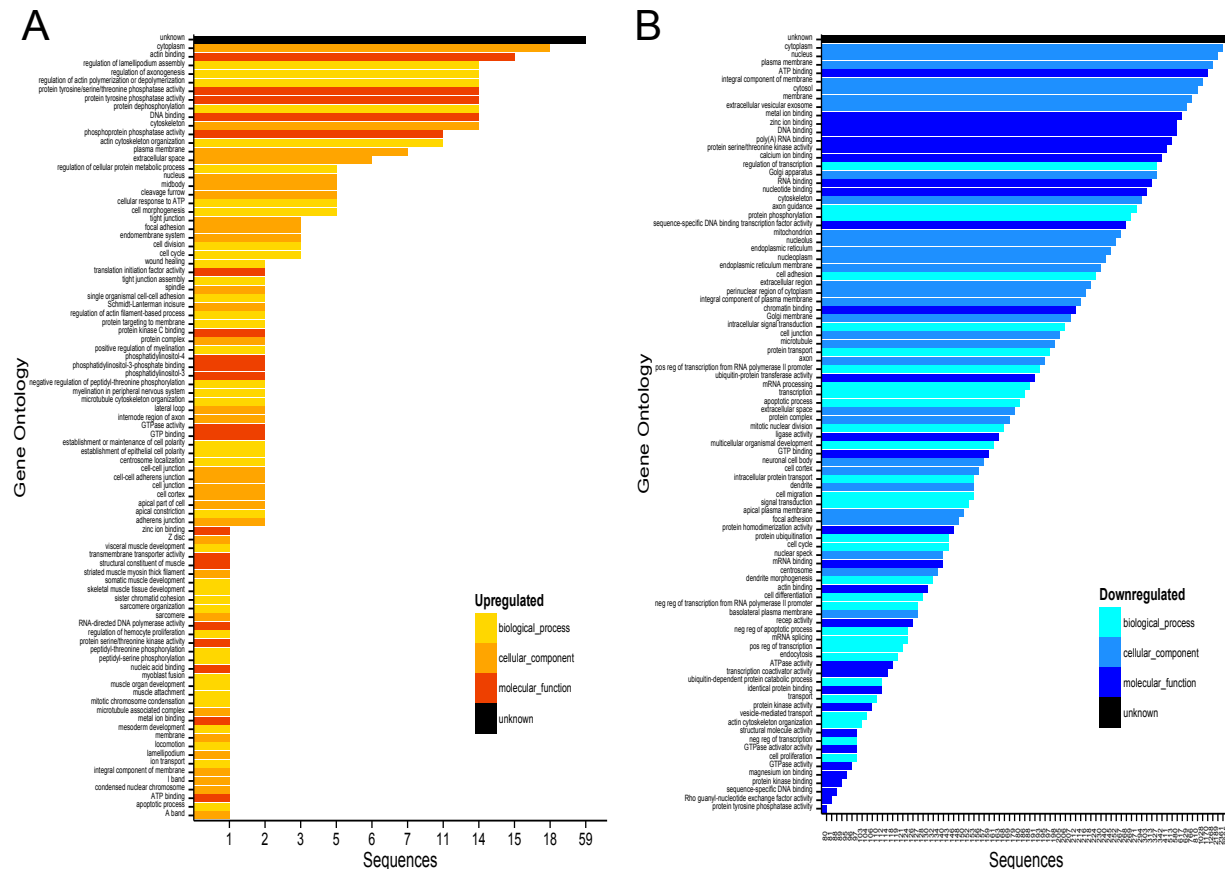 A
unknown
cytoplasm
actin binding
regulation of lamellipodium assembly
regulation of axonogenesis
regulation of actin polymerization or depolymerization
protein tyrosine/serine/threonine phosphatase activity
protein tyrosine phosphatase activity
protein dephosphorylation
DNA binding
cytoskeleton
phosphoprotein phosphatase activity
actin cytoskeleton organization
plasma membrane
extracellular space
regulation of cellular protein metabolic process
nucleus
midbody
cleavage furrow
cellular response to ATP
cell morphogenesis
tight junction
focal adhesion
endomembrane system
cell division
cell cycle
wound healing
translation initiation factor activity
tight junction assembly
spindle
single organismal cell-cell adhesion
Schmidt-Lanterman incisure
regulation of actin filament-based process
protein targeting to membrane
protein kinase C binding
protein complex
positive regulation of myelination
phosphatidylinositol-4
phosphatidylinositol-3-phosphate binding
phosphatidylinositol-3
negative regulation of peptidyl-threonine phosphorylation
myelination in peripheral nervous system
microtubule cytoskeleton organization
lateral loop
internode region of axon
GTPase activity
GTP binding
establishment or maintenance of cell polarity
establishment of epithelial cell polarity
centrosome localization
cell-cell junction
cell-cell adherens junction
cell junction
cell cortex
apical part of cell
apical constriction
adherens junction
zinc ion binding
Z disc
visceral muscle development
transmembrane transporter activity
structural constituent of muscle
striated muscle myosin thick filament
somatic muscle development
skeletal muscle tissue development
sister chromatid cohesion
sarcomere organization
sarcomere
RNA-directed DNA polymerase activity
regulation of hemocyte proliferation
protein serine/threonine kinase activity
peptidyl-threonine phosphorylation
peptidyl-serine phosphorylation
nucleic acid binding
myoblast fusion
muscle organ development
muscle attachment
mitotic chromosome condensation
microtubule associated complex
metal ion binding
mesoderm development
membrane
locomotion
lamellipodium
ion transport
integral component of membrane
I band
condensed nuclear chromosome
ATP binding
apoptotic process
A band
Gene Ontology
1 2 3 5 6 7 11 14 15 18 59
Sequences
Upregulated
biological_process
cellular_component
molecular_function
unknown
B
unknown
cytoplasm
nucleus
plasma membrane
ATP binding
integral component of membrane
cytosol
membrane
extracellular vesicular exosome
metal ion binding
zinc ion binding
DNA binding
poly(A) RNA binding
protein serine/threonine kinase activity
calcium ion binding
regulation of transcription
Golgi apparatus
RNA binding
nucleotide binding
cytoskeleton
axon guidance
protein phosphorylation
sequence-specific DNA binding transcription factor activity
mitochondrion
nucleolus
endoplasmic reticulum
nucleoplasm
endoplasmic reticulum membrane
cell adhesion
extracellular region
perinuclear region of cytoplasm
integral component of plasma membrane
chromatin binding
Golgi membrane
intracellular signal transduction
cell junction
microtubule
protein transport
axon
pos reg of transcription from RNA polymerase II promoter
ubiquitin-protein transferase activity
mRNA processing
transcription
apoptotic process
extracellular space
protein complex
mitotic nuclear division
ligase activity
multicellular organismal development
GTP binding
neuronal cell body
cell cortex
intracellular protein transport
dendrite
cell migration
signal transduction
apical plasma membrane
focal adhesion
protein homodimerization activity
protein ubiquitination
cell cycle
nuclear speck
mRNA binding
centrosome
dendrite morphogenesis
actin binding
cell differentiation
neg reg of transcription from RNA polymerase II promoter
basolateral plasma membrane
recep activity
neg reg of apoptotic process
mRNA splicing
pos reg of transcription
endocytosis
ATPase activity
transcription coactivator activity
ubiquitin-dependent protein catabolic process
identical protein binding
transport
protein kinase activity
vesicle-mediated transport
actin cytoskeleton organization
structural molecule activity
neg reg of transcription
GTPase activator activity
cell proliferation
GTPase activity
magnesium ion binding
protein kinase binding
sequence-specific DNA binding
Rho guanyl-nucleotide exchange factor activity
protein tyrosine phosphatase activity
Gene Ontology
Sequences
Downregulated
biological_process
cellular_component
molecular_function
unknown